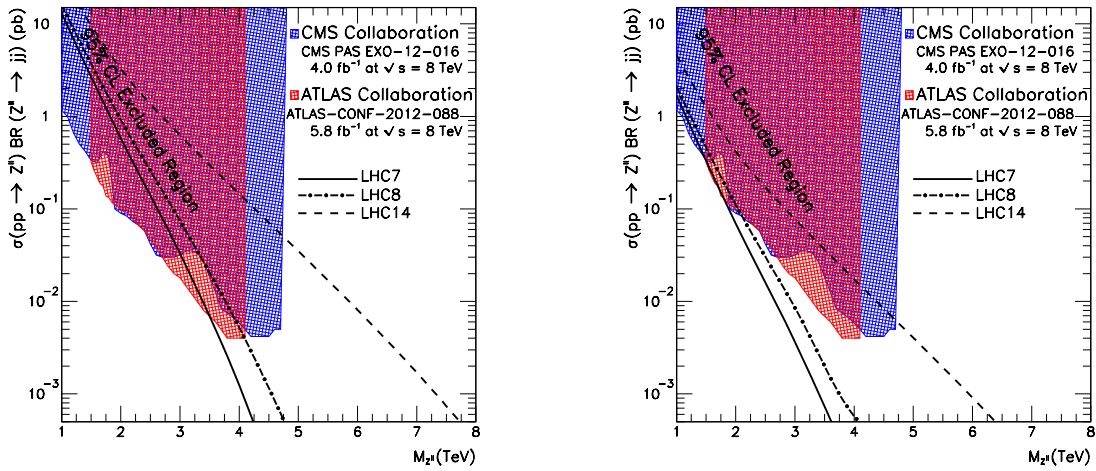 σ(pp → Z'') BR (Z'' → jj) (pb)
10
1
10⁻¹
10⁻²
10⁻³
95% CL Excluded Region
CMS Collaboration
CMS PAS EXO-12-016
4.0 fb⁻¹ at √s = 8 TeV
ATLAS Collaboration
ATLAS-CONF-2012-088
5.8 fb⁻¹ at √s = 8 TeV
LHC7
LHC8
LHC14
1 2 3 4 5 6 7 8
M_Z''(TeV)
σ(pp → Z'') BR (Z'' → jj) (pb)
10
1
10⁻¹
10⁻²
10⁻³
95% CL Excluded Region
CMS Collaboration
CMS PAS EXO-12-016
4.0 fb⁻¹ at √s = 8 TeV
ATLAS Collaboration
ATLAS-CONF-2012-088
5.8 fb⁻¹ at √s = 8 TeV
LHC7
LHC8
LHC14
1 2 3 4 5 6 7 8
M_Z''(TeV)